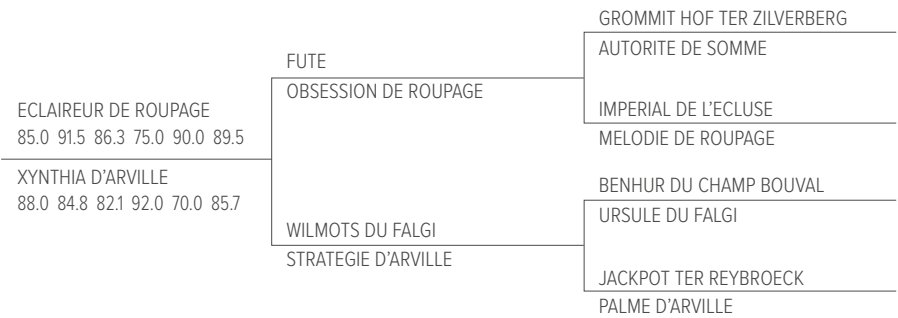 ECLAIREUR DE ROUPAGE
85.0 91.5 86.3 75.0 90.0 89.5
XYNTHIA D'ARVILLE
88.0 84.8 82.1 92.0 70.0 85.7
FUTE
OBSESSION DE ROUPAGE
WILMOTS DU FALGI
STRATEGIE D'ARVILLE
GROMMIT HOF TER ZILVERBERG
AUTORITE DE SOMME
IMPERIAL DE L'ECLUSE
MELODIE DE ROUPAGE
BENHUR DU CHAMP BOUVAL
URSULE DU FALGI
JACKPOT TER REYBROECK
PALME D'ARVILLE